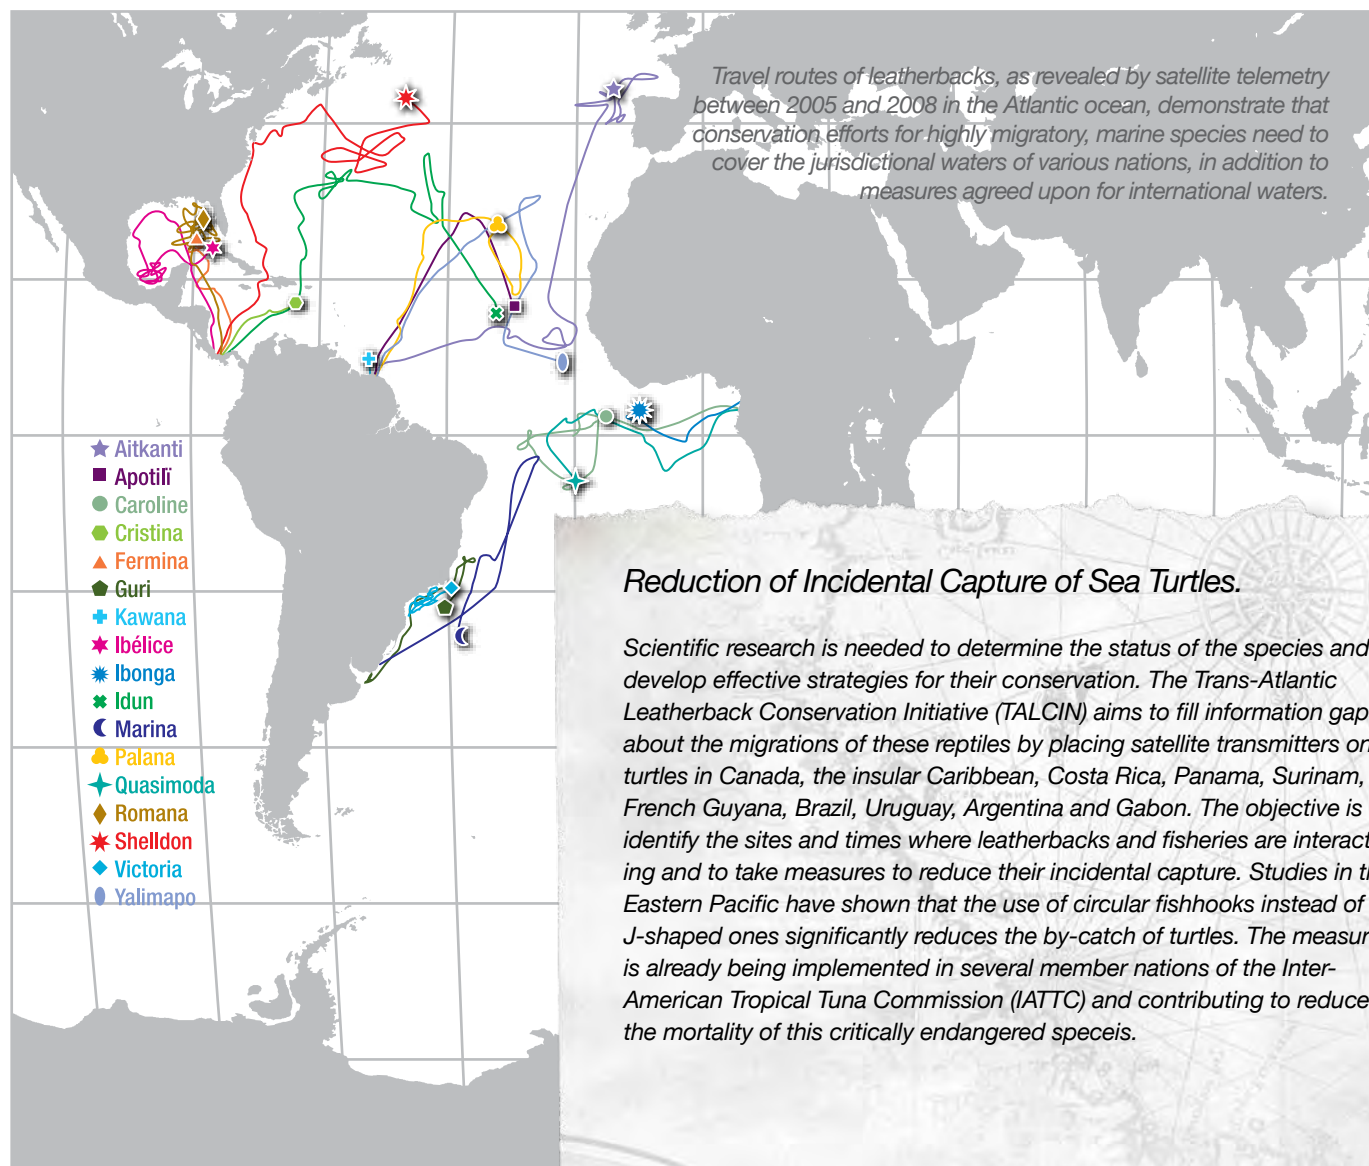 Travel routes of leatherbacks, as revealed by satellite telemetry
between 2005 and 2008 in the Atlantic ocean, demonstrate that
conservation efforts for highly migratory, marine species need to
cover the jurisdictional waters of various nations, in addition to
measures agreed upon for international waters.
Aitkanti
Apotilï
Caroline
Cristina
Fermina
Guri
Kawana
Ibélice
Ibonga
Idun
Marina
Palana
Quasimoda
Romana
Shelldon
Victoria
Yalimapo
Reduction of Incidental Capture of Sea Turtles.
Scientific research is needed to determine the status of the species and
develop effective strategies for their conservation. The Trans-Atlantic
Leatherback Conservation Initiative (TALCIN) aims to fill information gap
about the migrations of these reptiles by placing satellite transmitters on
turtles in Canada, the insular Caribbean, Costa Rica, Panama, Surinam,
French Guyana, Brazil, Uruguay, Argentina and Gabon. The objective is
identify the sites and times where leatherbacks and fisheries are interact
ing and to take measures to reduce their incidental capture. Studies in t
Eastern Pacific have shown that the use of circular fishhooks instead of
J-shaped ones significantly reduces the by-catch of turtles. The measur
is already being implemented in several member nations of the Inter-
American Tropical Tuna Commission (IATTC) and contributing to reduce
the mortality of this critically endangered speceis.